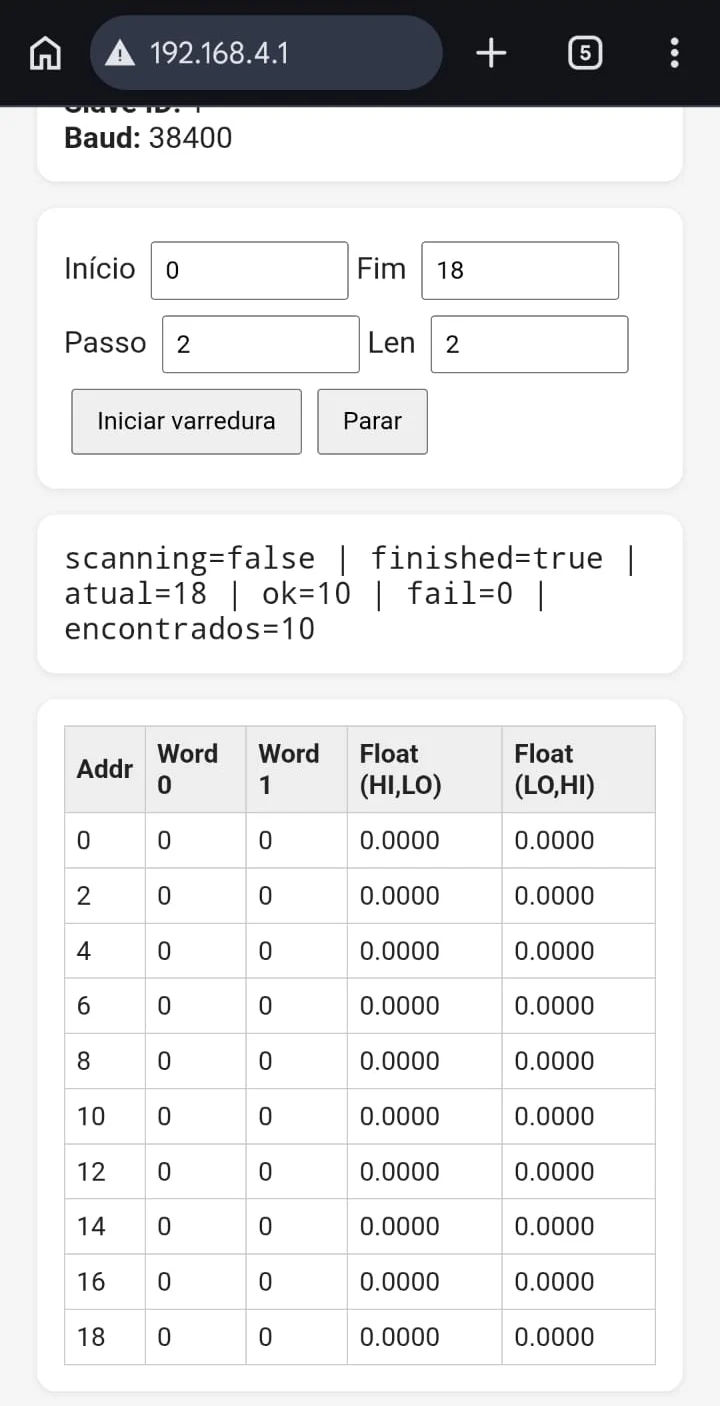 192.168.4.1
5
Baud: 38400
Início 0 Fim 18
Passo 2 Len 2
Iniciar varredura Parar
scanning=false | finished=true |
atual=18 | ok=10 | fail=0 |
encontrados=10
Addr Word 0 Word 1 Float (HI,LO) Float (LO,HI)
0 0 0 0.0000 0.0000
2 0 0 0.0000 0.0000
4 0 0 0.0000 0.0000
6 0 0 0.0000 0.0000
8 0 0 0.0000 0.0000
10 0 0 0.0000 0.0000
12 0 0 0.0000 0.0000
14 0 0 0.0000 0.0000
16 0 0 0.0000 0.0000
18 0 0 0.0000 0.0000